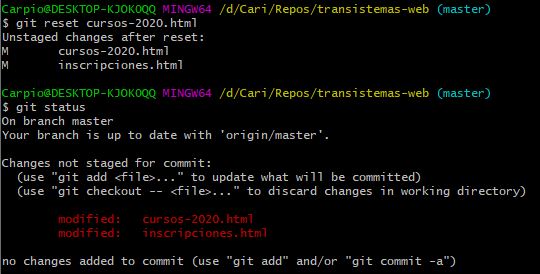 Carpio@DESKTOP-KJOKOQQ MINGW64 /d/Cari/Repos/transistemas-web (master)
$ git reset cursos-2020.html
Unstaged changes after reset:
M       cursos-2020.html
M       inscripciones.html
Carpio@DESKTOP-KJOKOQQ MINGW64 /d/Cari/Repos/transistemas-web (master)
$ git status
On branch master
Your branch is up to date with 'origin/master'.
Changes not staged for commit:
  (use "git add <file>..." to update what will be committed)
  (use "git checkout -- <file>..." to discard changes in working directory)
        modified:   cursos-2020.html
        modified:   inscripciones.html
no changes added to commit (use "git add" and/or "git commit -a")